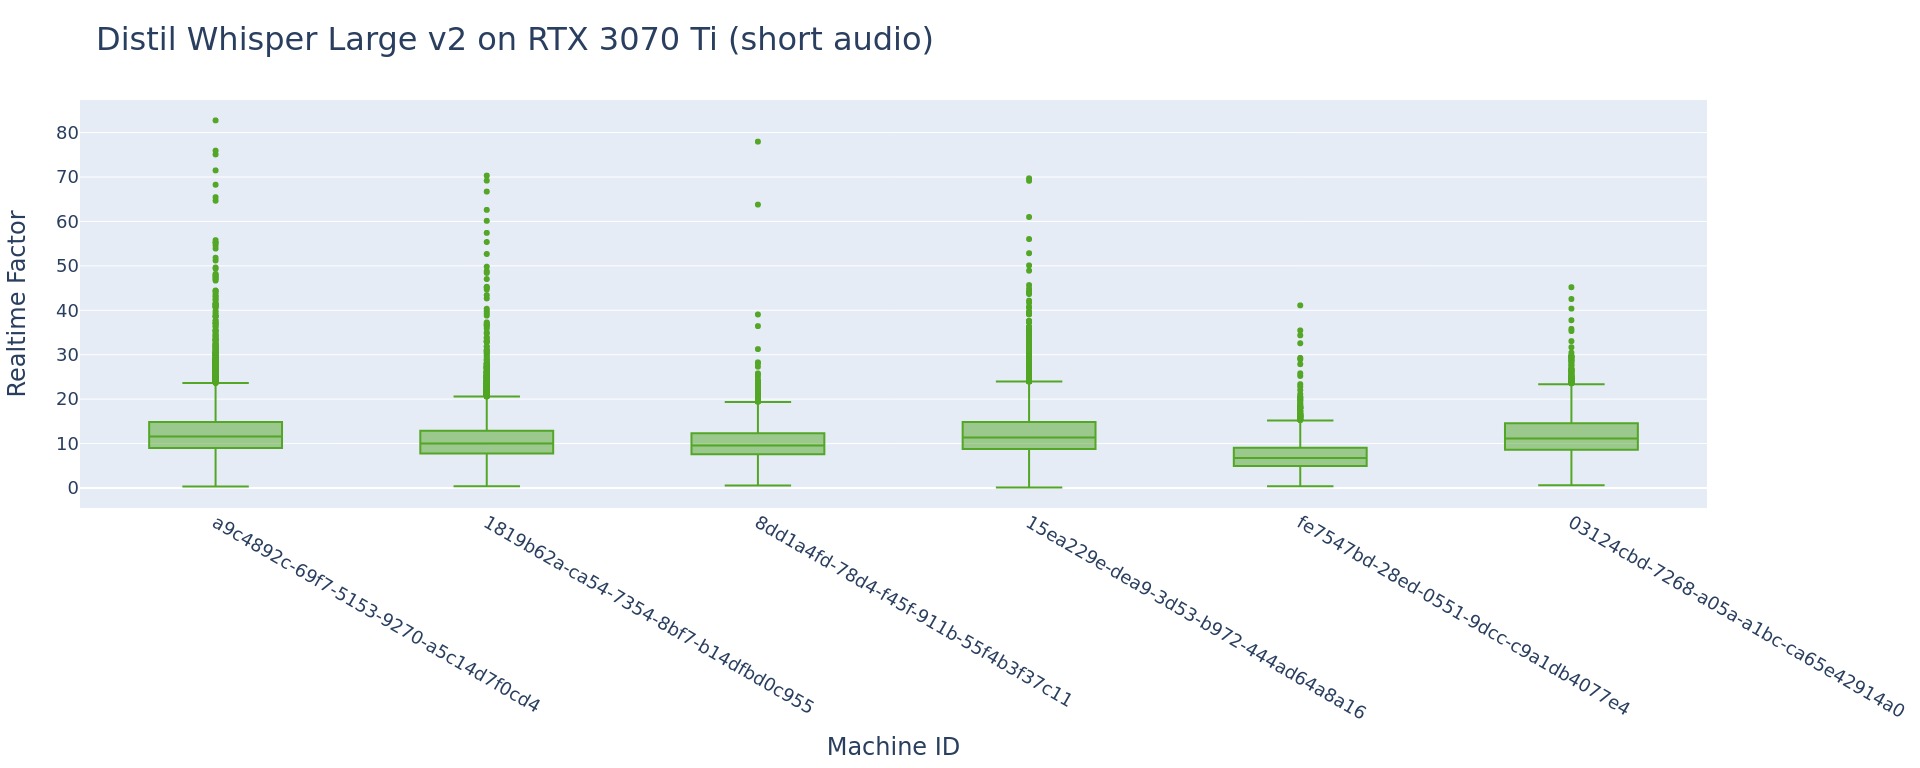 Distil Whisper Large v2 on RTX 3070 Ti (short audio)
Realtime Factor
80
70
60
50
40
30
20
10
0
a9c4892c-69f7-5153-9270-a5c14d7f0cd4
1819b62a-ca54-7354-8bf7-b14dfbd0c955
8dd1a4fd-78d4-f45f-911b-55f4b3f37c11
15ea229e-dea9-3d53-b972-444ad64a8a16
fe7547bd-28ed-0551-9dcc-c9a1db4077e4
03124cbd-7268-a05a-a1bc-ca65e42914a0
Machine ID